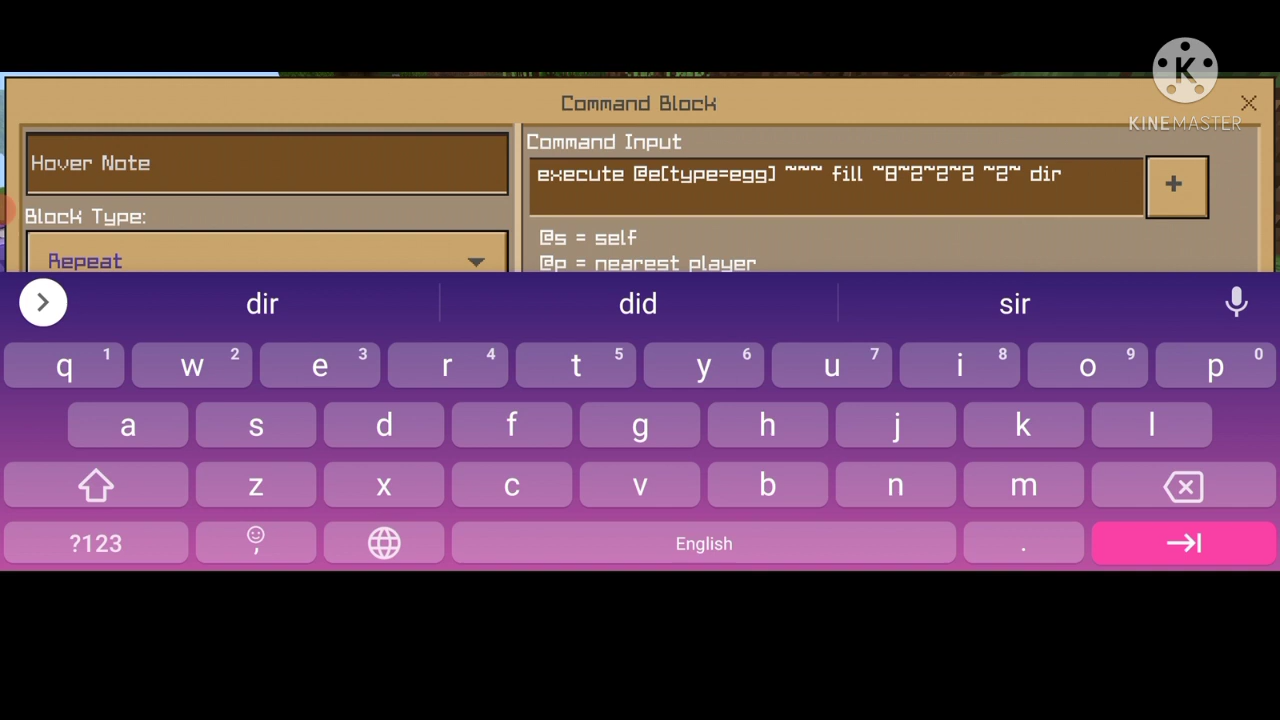 K
KINEMASTER
Command Block
Hover Note
Command Input
execute @e[type=egg] ~~~ fill ~8~2~2~2 ~2~ dir
+
Block Type:
@s = self
Repeat
@p = nearest player
dir did sir
q 1 w 2 e 3 r 4 t 5 y 6 u 7 i 8 o 9 p 0
a s d f g h j k l
z x c v b n m
?123 , English .